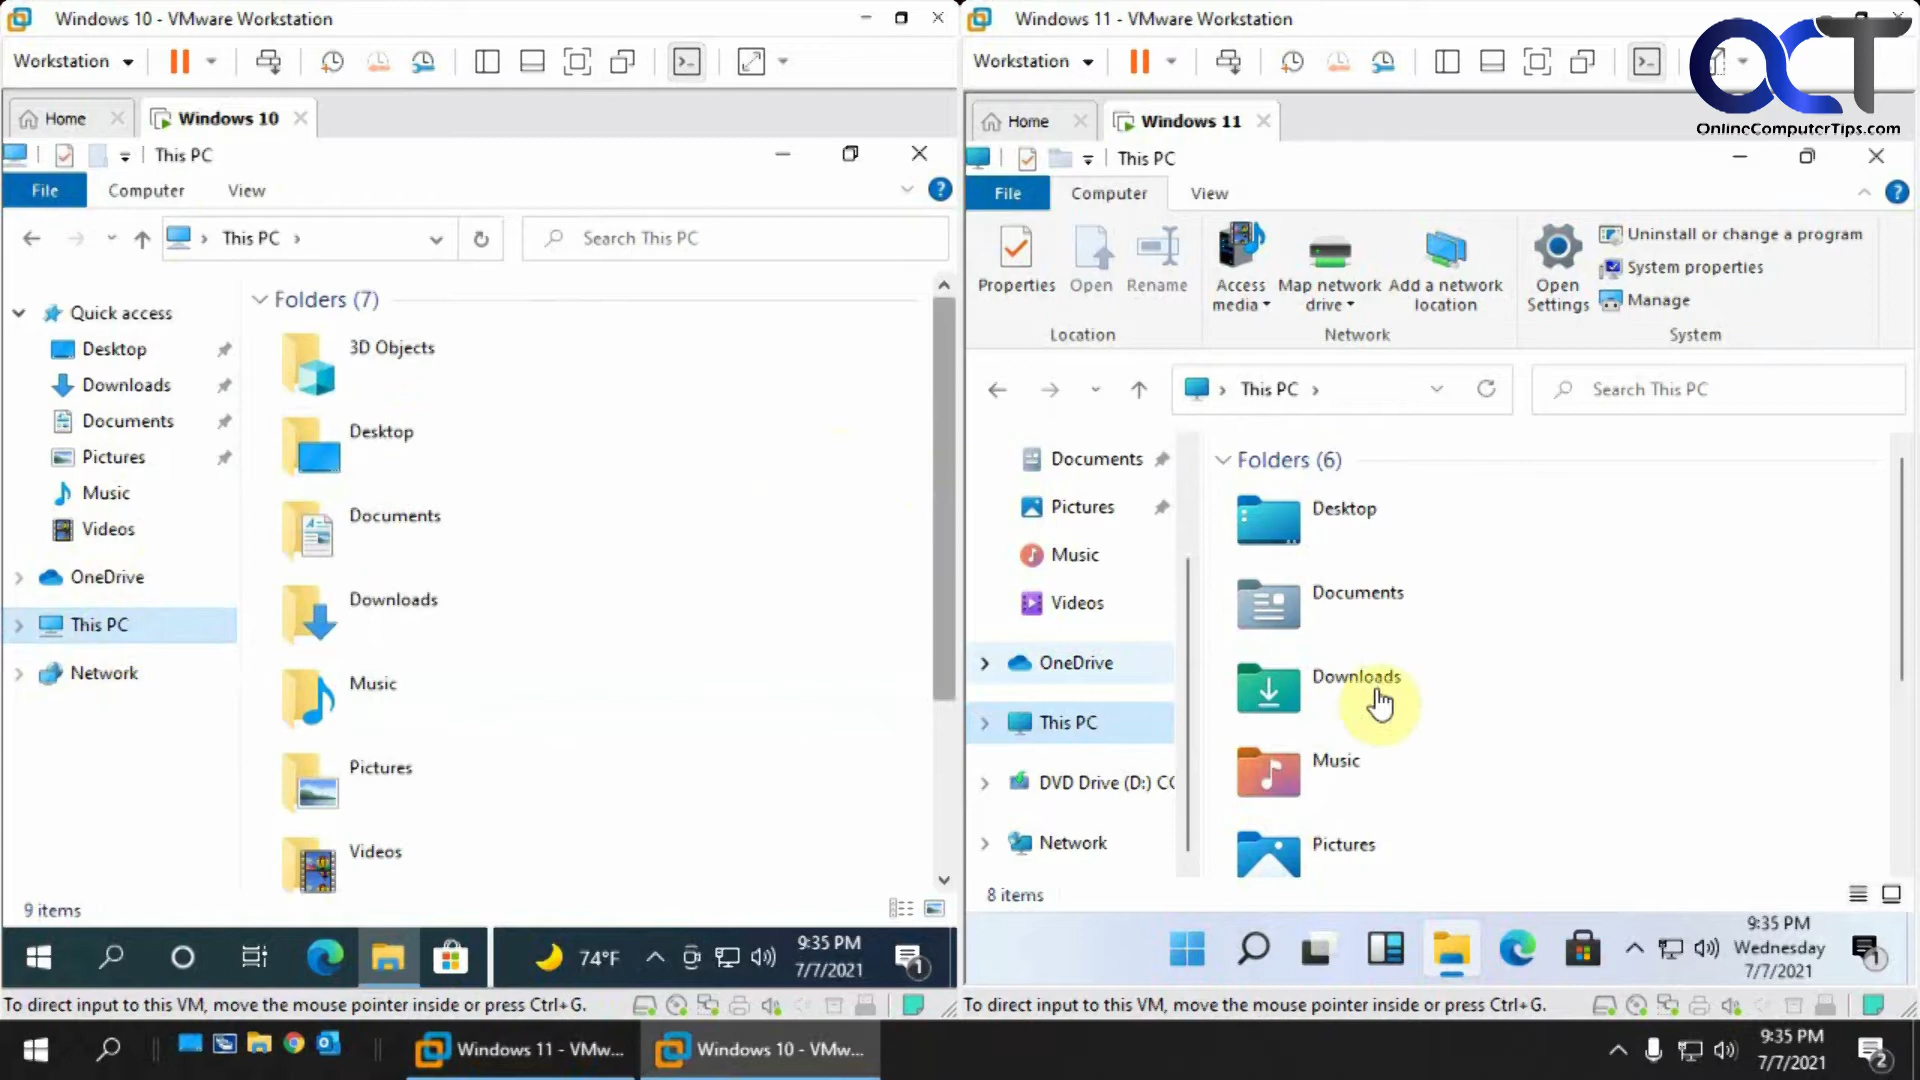 Windows 10 - VMware Workstation
Workstation
Home
Windows 10
This PC
File
Computer
View
This PC
Search This PC
Quick access
Desktop
Downloads
Documents
Pictures
Music
Videos
OneDrive
This PC
Network
Folders (7)
3D Objects
Desktop
Documents
Downloads
Music
Pictures
Videos
9 items
74°F
9:35 PM
7/7/2021
1
To direct input to this VM, move the mouse pointer inside or press Ctrl+G.
Windows 11 - VMware Workstation
OCT
OnlineComputerTips.com
Workstation
Home
Windows 11
This PC
File
Computer
View
Properties
Open
Rename
Location
Access media
Map network drive
Add a network location
Network
Open Settings
Uninstall or change a program
System properties
Manage
System
This PC
Search This PC
Documents
Pictures
Music
Videos
OneDrive
This PC
DVD Drive (D:) CC
Network
Folders (6)
Desktop
Documents
Downloads
Music
Pictures
8 items
9:35 PM
Wednesday
7/7/2021
1
To direct input to this VM, move the mouse pointer inside or press Ctrl+G.
Windows 11 - VMw...
Windows 10 - VMw...
9:35 PM
7/7/2021
2